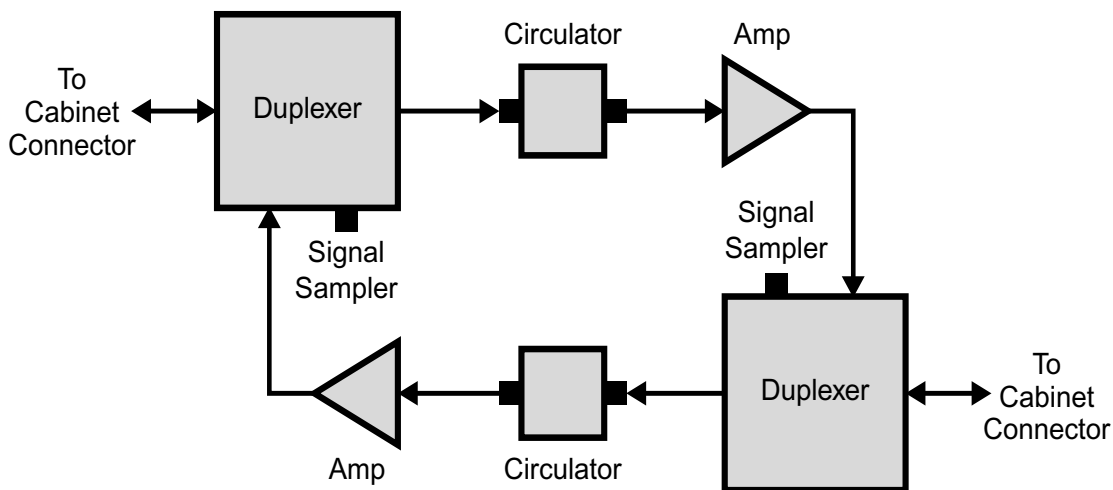 Circulator
Amp
To
Cabinet
Connector
Duplexer
Signal
Sampler
Signal
Sampler
Duplexer
To
Cabinet
Connector
Amp
Circulator